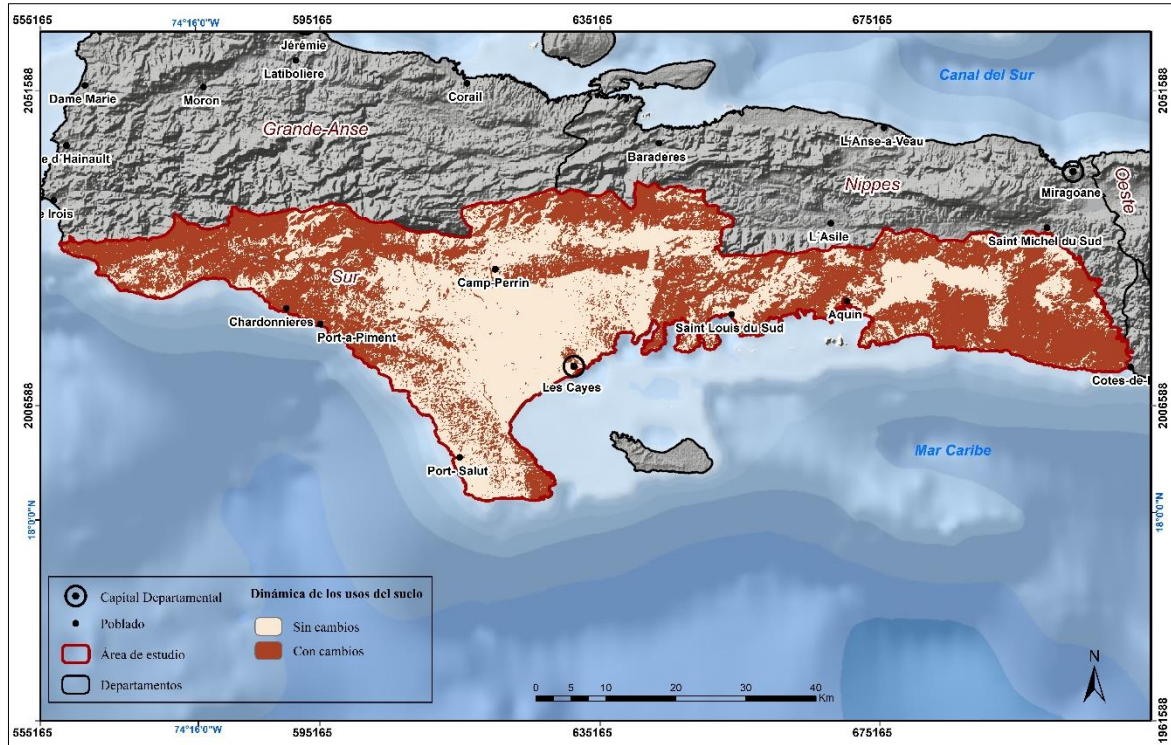 555165
74°16'0"W
595165
635165
675165
Jérémie
Latiboliere
Canal del Sur
2051588
2051588
Dame Marie
Moron
Corail
Grande-Anse
L'Anse-a-Veau
e d'Hainault
Baradères
Miragoane
Oeste
Nippes
e Irois
L'Asile
Saint Michel du Sud
Sur
Camp-Perrin
Chardonnieres
Port-a-Piment
Saint Louis du Sud
Aquin
Les Cayes
Cotes-de-
2006588
2006588
Mar Caribe
Port- Salut
18°0'0"N
18°0'0"N
Capital Departamental
Poblado
Área de estudio
Departamentos
Dinámica de los usos del suelo
Sin cambios
Con cambios
N
0 5 10 20 30 40
Km
1961588
555165
74°16'0"W
595165
635165
675165